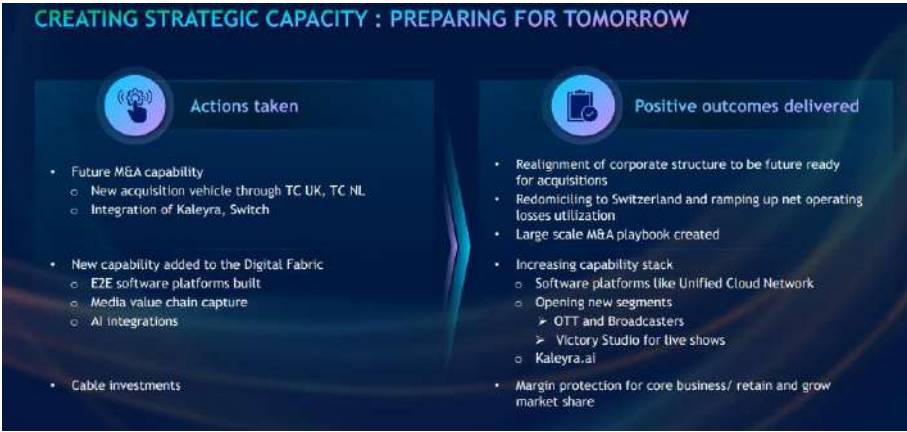 CREATING STRATEGIC CAPACITY : PREPARING FOR TOMORROW
Actions taken
• Future M&A capability
o New acquisition vehicle through TC UK, TC NL
o Integration of Kaleyra, Switch
• New capability added to the Digital Fabric
o E2E software platforms built
o Media value chain capture
o AI integrations
• Cable investments
Positive outcomes delivered
• Realignment of corporate structure to be future ready
for acquisitions
• Redomiciling to Switzerland and ramping up net operating
losses utilization
• Large scale M&A playbook created
• Increasing capability stack
o Software platforms like Unified Cloud Network
o Opening new segments
➢ OTT and Broadcasters
➢ Victory Studio for live shows
o Kaleyra.ai
• Margin protection for core business/ retain and grow
market share